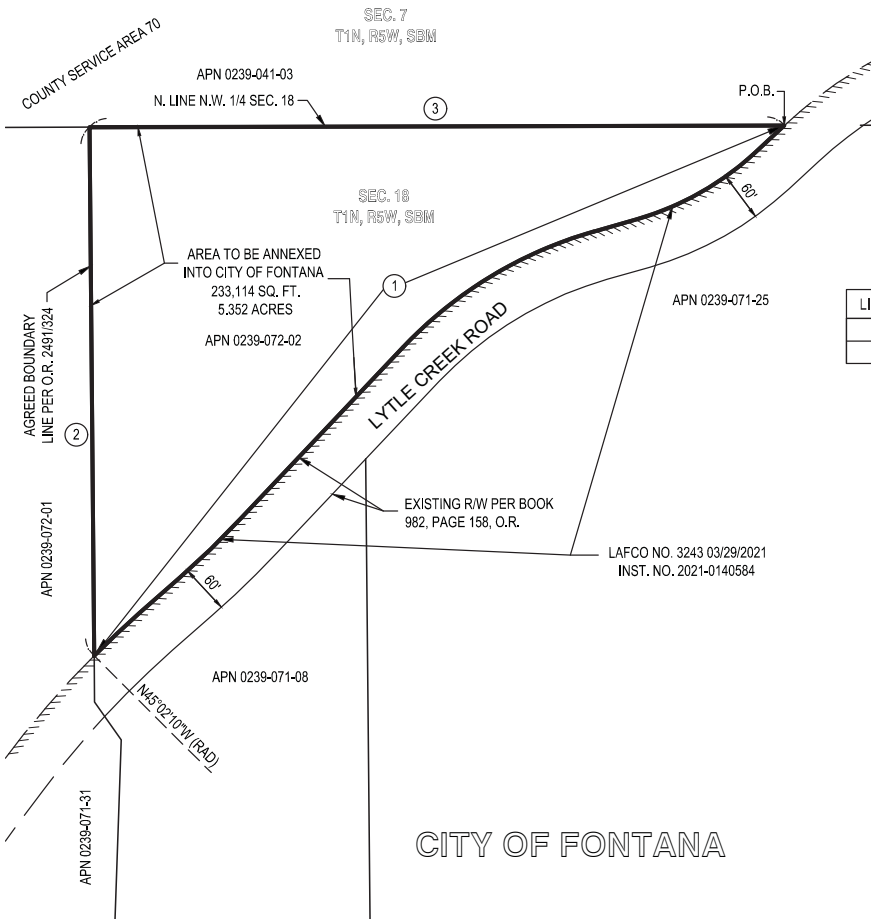 SEC. 7
T1N, R5W, SBM
COUNTY SERVICE AREA 70
APN 0239-041-03
N. LINE N.W. 1/4 SEC. 18
3
P.O.B.
SEC. 18
T1N, R5W, SBM
60'
AREA TO BE ANNEXED
INTO CITY OF FONTANA
233,114 SQ. FT.
5.352 ACRES
1
APN 0239-072-02
APN 0239-071-25
LI
AGREED BOUNDARY
LINE PER O.R. 2491/324
2
LYTLE CREEK ROAD
EXISTING R/W PER BOOK
982, PAGE 158, O.R.
APN 0239-072-01
LAFCO NO. 3243 03/29/2021
INST. NO. 2021-0140584
60'
APN 0239-071-08
N45°02'10"W (RAD)
APN 0239-071-31
CITY OF FONTANA